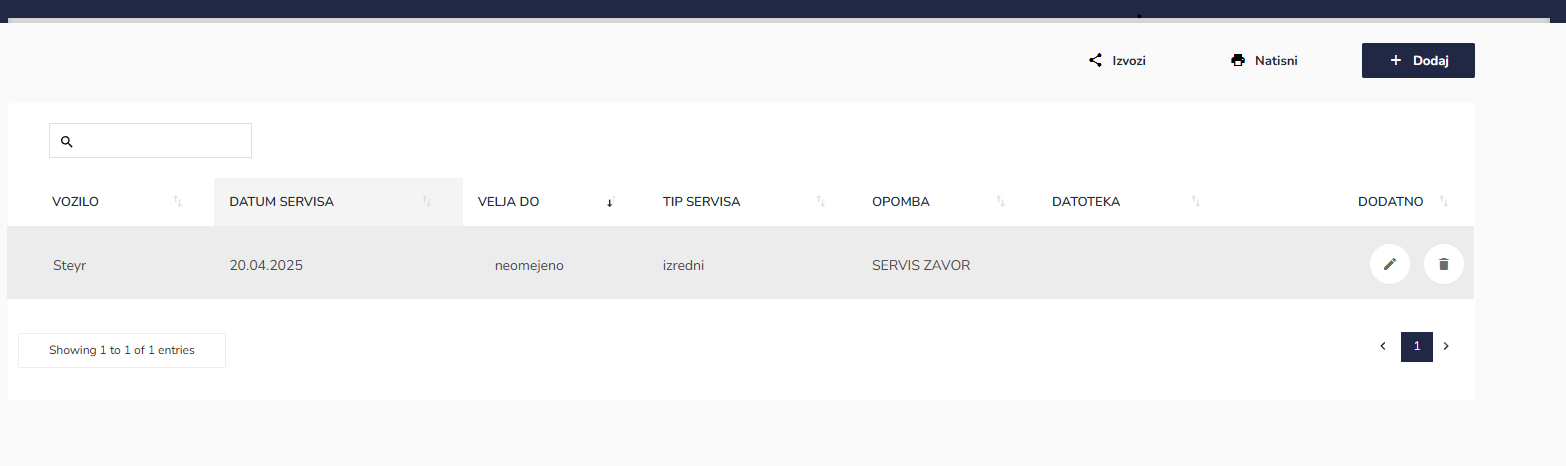 Izvozi Natisni + Dodaj
VOZILO DATUM SERVISA VELJA DO TIP SERVISA OPOMBA DATOTEKA DODATNO
Steyr 20.04.2025 neomejeno izredni SERVIS ZAVOR
Showing 1 to 1 of 1 entries 1